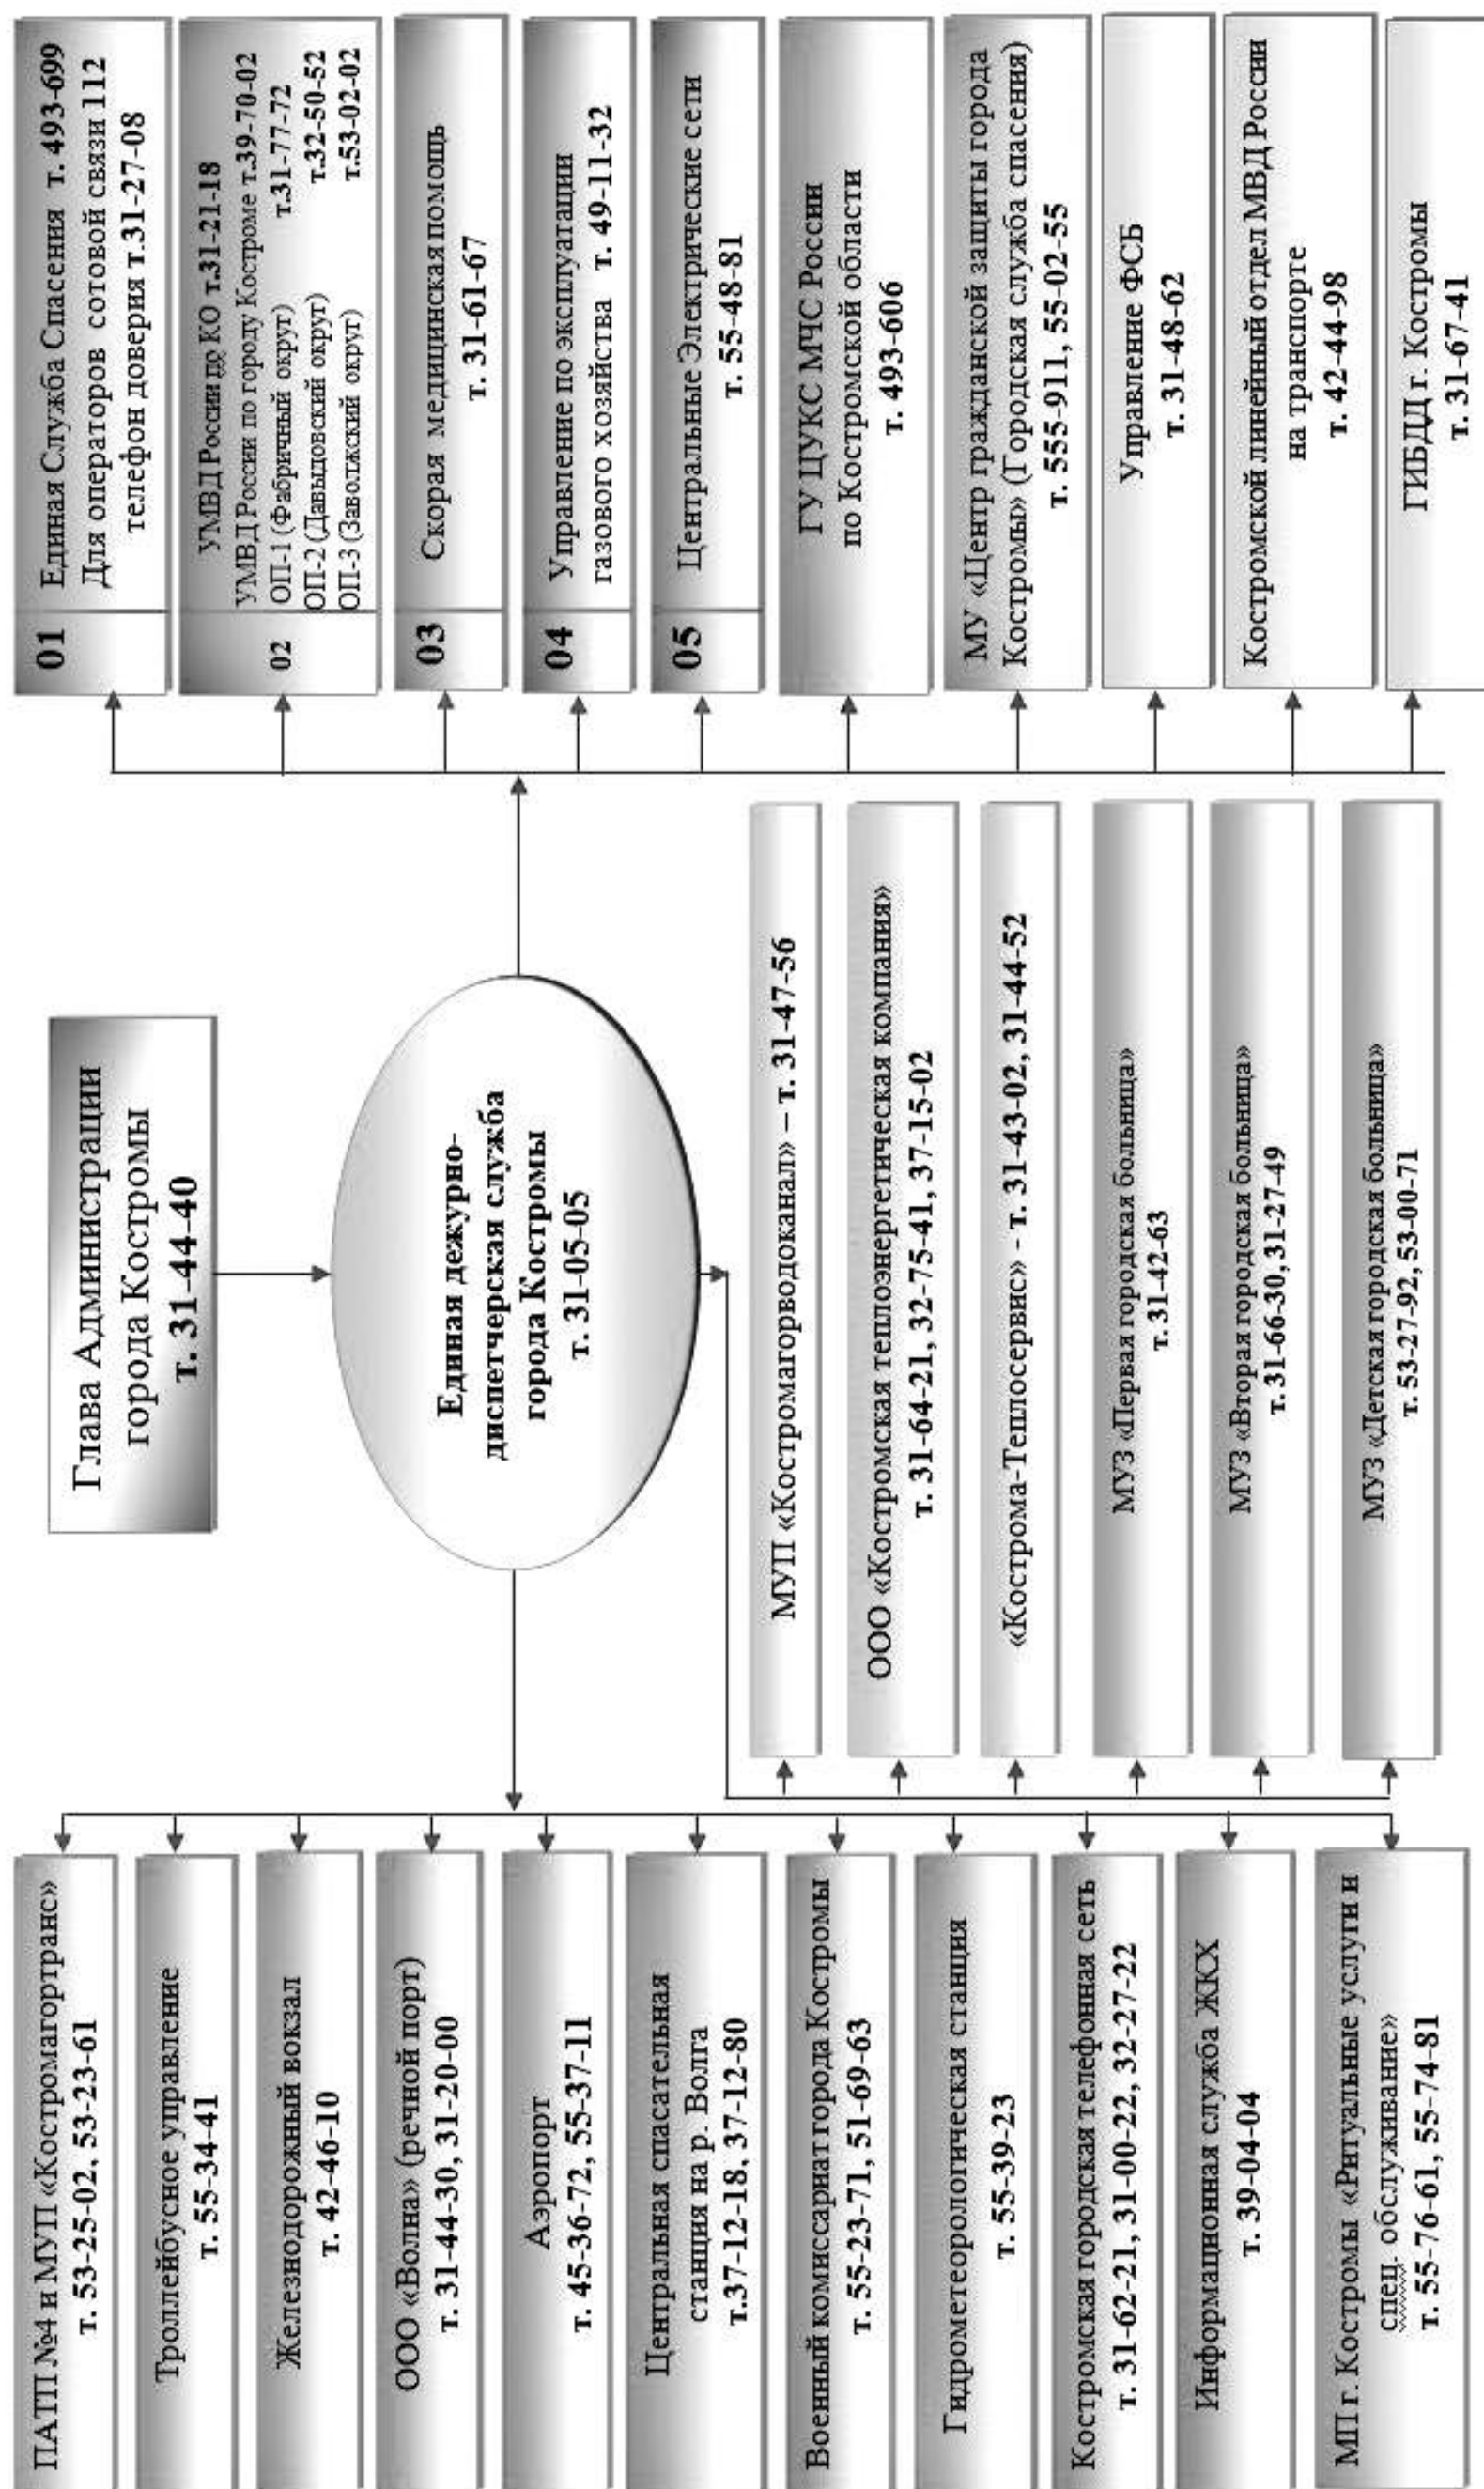 Глава Администрации
города Костромы
т. 31-44-40
Единая дежурно-
диспетчерская служба
города Костромы
т. 31-05-05
ПАТП №4 и МУП «Костромагортранс»
т. 53-25-02, 53-23-61
Троллейбусное управление
т. 55-34-41
Железнодорожный вокзал
т. 42-46-10
ООО «Волна» (речной порт)
т. 31-44-30, 31-20-00
Аэропорт
т. 45-36-72, 55-37-11
Центральная спасательная
станция на р. Волга
т.37-12-18, 37-12-80
Военный комиссариат города Костромы
т. 55-23-71, 51-69-63
Гидрометеорологическая станция
т. 55-39-23
Костромская городская телефонная сеть
т. 31-62-21, 31-00-22, 32-27-22
Информационная служба ЖКХ
т. 39-04-04
МП г. Костромы «Ритуальные услуги и
спец. обслуживание»
т. 55-76-61, 55-74-81
МУП «Костромагорводоканал» – т. 31-47-56
ООО «Костромская теплоэнергетическая компания»
т. 31-64-21, 32-75-41, 37-15-02
«Кострома-Теплосервис» - т. 31-43-02, 31-44-52
МУЗ «Первая городская больница»
т. 31-42-63
МУЗ «Вторая городская больница»
т.31-66-30, 31-27-49
МУЗ «Детская городская больница»
т. 53-27-92, 53-00-71
01 Единая Служба Спасения т. 493-699
Для операторов сотовой связи 112
телефон доверия т.31-27-08
02 УМВД России по КО т.31-21-18
УМВД России по городу Костроме т.39-70-02
ОП-1 (Фабричный округ) т.31-77-72
ОП-2 (Давыдовский округ) т.32-50-52
ОП-3 (Заволжский округ) т.53-02-02
03 Скорая медицинская помощь
т. 31-61-67
04 Управление по эксплуатации
газового хозяйства т. 49-11-32
05 Центральные Электрические сети
т. 55-48-81
ГУ ЦУКС МЧС России
по Костромской области
т. 493-606
МУ «Центр гражданской защиты города
Костромы» (Городская служба спасения)
т. 555-911, 55-02-55
Управление ФСБ
т. 31-48-62
Костромской линейный отдел МВД России
на транспорте
т. 42-44-98
ГИБДД г. Костромы
т. 31-67-41